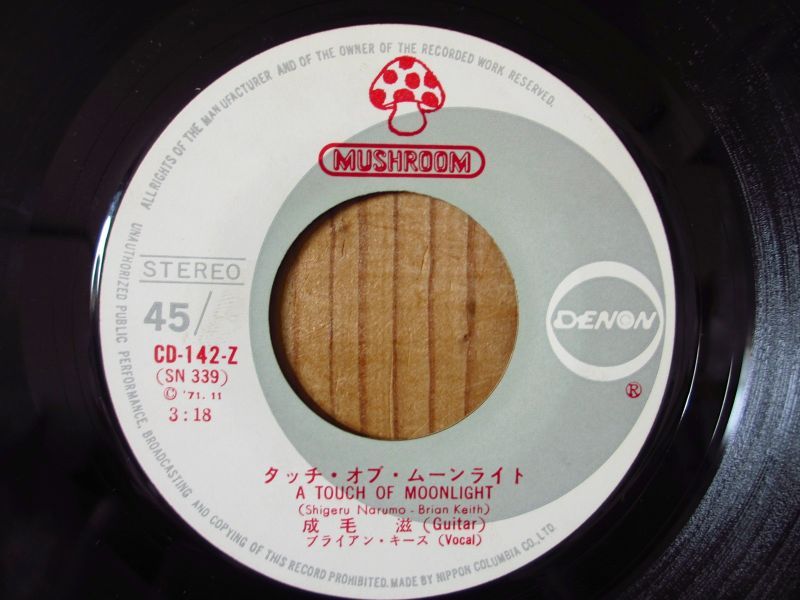 ALL RIGHTS OF THE MANUFACTURER AND OF THE OWNER OF THE RECORDED WORK RESERVED.
MUSHROOM
STEREO
45/
DENON
CD-142-Z
(SN 339)
Ⓒ '71. 11
3:18
®
タッチ・オブ・ムーンライト
A TOUCH OF MOONLIGHT
(Shigeru Narumo - Brian Keith)
成毛 滋 (Guitar)
ブライアン・キース (Vocal)
UNAUTHORIZED PUBLIC PERFORMANCE, BROADCASTING AND COPYING OF THIS RECORD PROHIBITED. MADE BY NIPPON COLUMBIA CO., LTD.